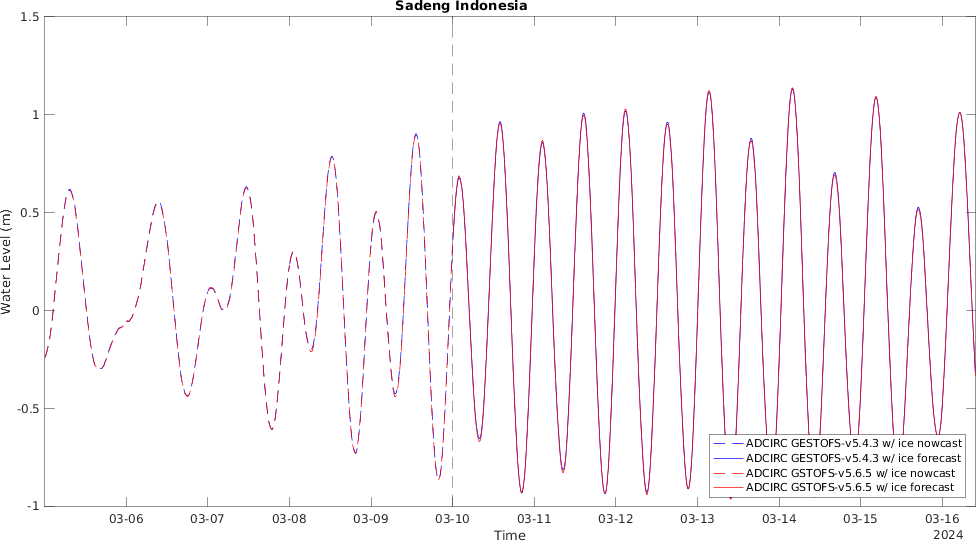 Sadeng Indonesia
1.5
1
0.5
0
-0.5
-1
Water Level (m)
03-06 03-07 03-08 03-09 03-10 03-11 03-12 03-13 03-14 03-15 03-16
Time
2024
ADCIRC GESTOFS-v5.4.3 w/ ice nowcast
ADCIRC GESTOFS-v5.4.3 w/ ice forecast
ADCIRC GSTOFS-v5.6.5 w/ ice nowcast
ADCIRC GSTOFS-v5.6.5 w/ ice forecast